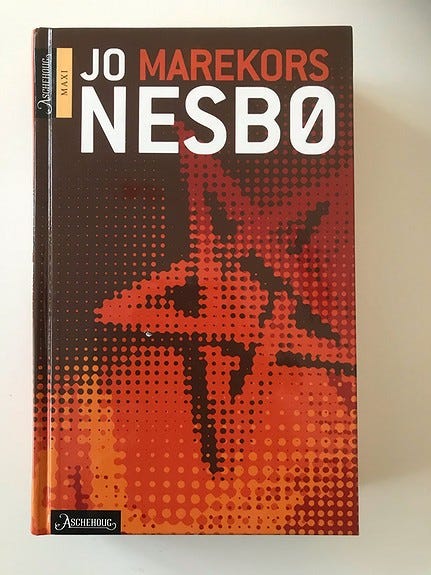 ASCHEHOUG
MAXI
JO MAREKORS
NESBØ
ASCHEHOUG